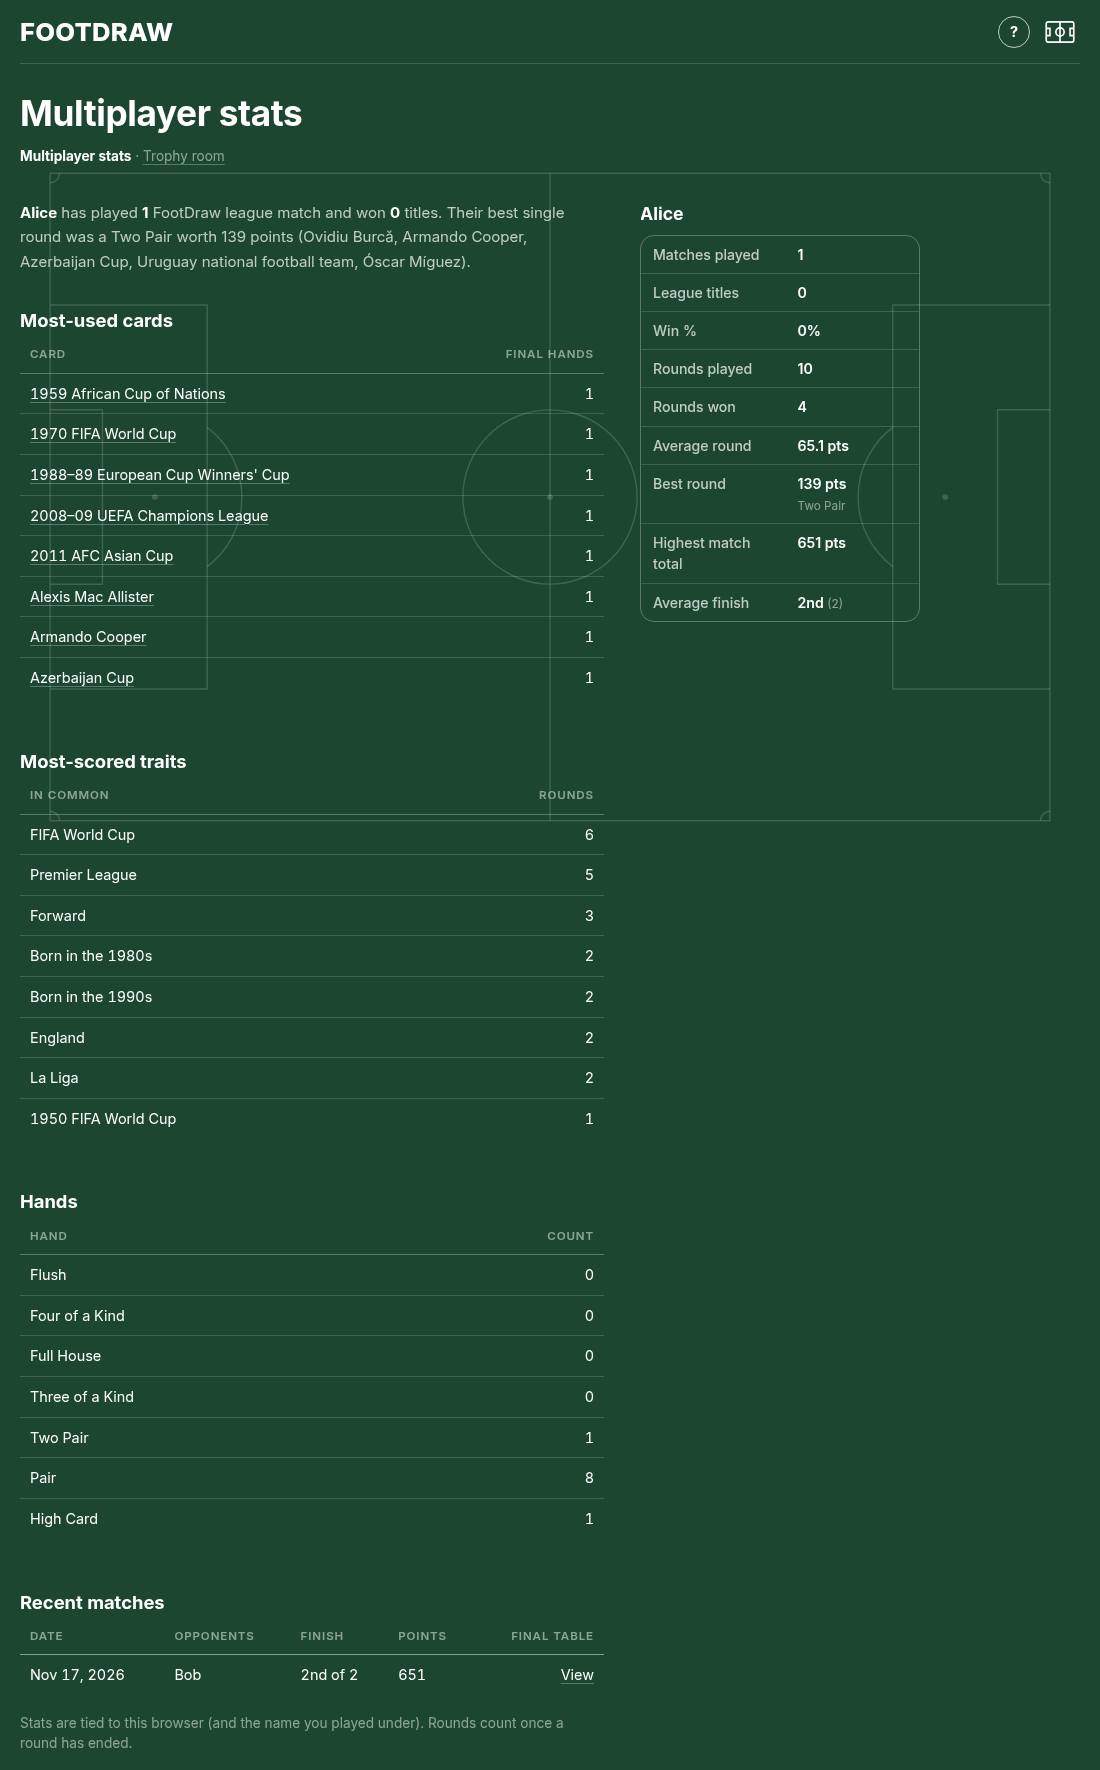 FOOTDRAW
?
Multiplayer stats
Multiplayer stats · Trophy room
Alice has played 1 FootDraw league match and won 0 titles. Their best single
round was a Two Pair worth 139 points (Ovidiu Burcă, Armando Cooper,
Azerbaijan Cup, Uruguay national football team, Óscar Míguez).
Most-used cards
CARD FINAL HANDS
1959 African Cup of Nations 1
1970 FIFA World Cup 1
1988–89 European Cup Winners' Cup 1
2008–09 UEFA Champions League 1
2011 AFC Asian Cup 1
Alexis Mac Allister 1
Armando Cooper 1
Azerbaijan Cup 1
Most-scored traits
IN COMMON ROUNDS
FIFA World Cup 6
Premier League 5
Forward 3
Born in the 1980s 2
Born in the 1990s 2
England 2
La Liga 2
1950 FIFA World Cup 1
Hands
HAND COUNT
Flush 0
Four of a Kind 0
Full House 0
Three of a Kind 0
Two Pair 1
Pair 8
High Card 1
Recent matches
DATE OPPONENTS FINISH POINTS FINAL TABLE
Nov 17, 2026 Bob 2nd of 2 651 View
Stats are tied to this browser (and the name you played under). Rounds count once a
round has ended.
Alice
Matches played 1
League titles 0
Win % 0%
Rounds played 10
Rounds won 4
Average round 65.1 pts
Best round 139 pts
Two Pair
Highest match 651 pts
total
Average finish 2nd (2)